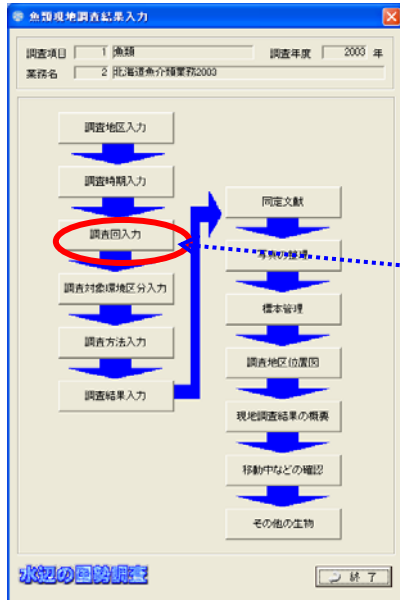 魚類現地調査結果入力
調査項目 1 魚類 調査年度 2003 年
業務名 2 北海道魚介類業務2003
調査地区入力
調査時期入力
調査回入力
調査対象環境区分入力
調査方法入力
調査結果入力
同定文献
写真の整理
標本管理
調査地区位置図
現地調査結果の概要
移動中などの確認
その他の生物
水辺の国勢調査
終了